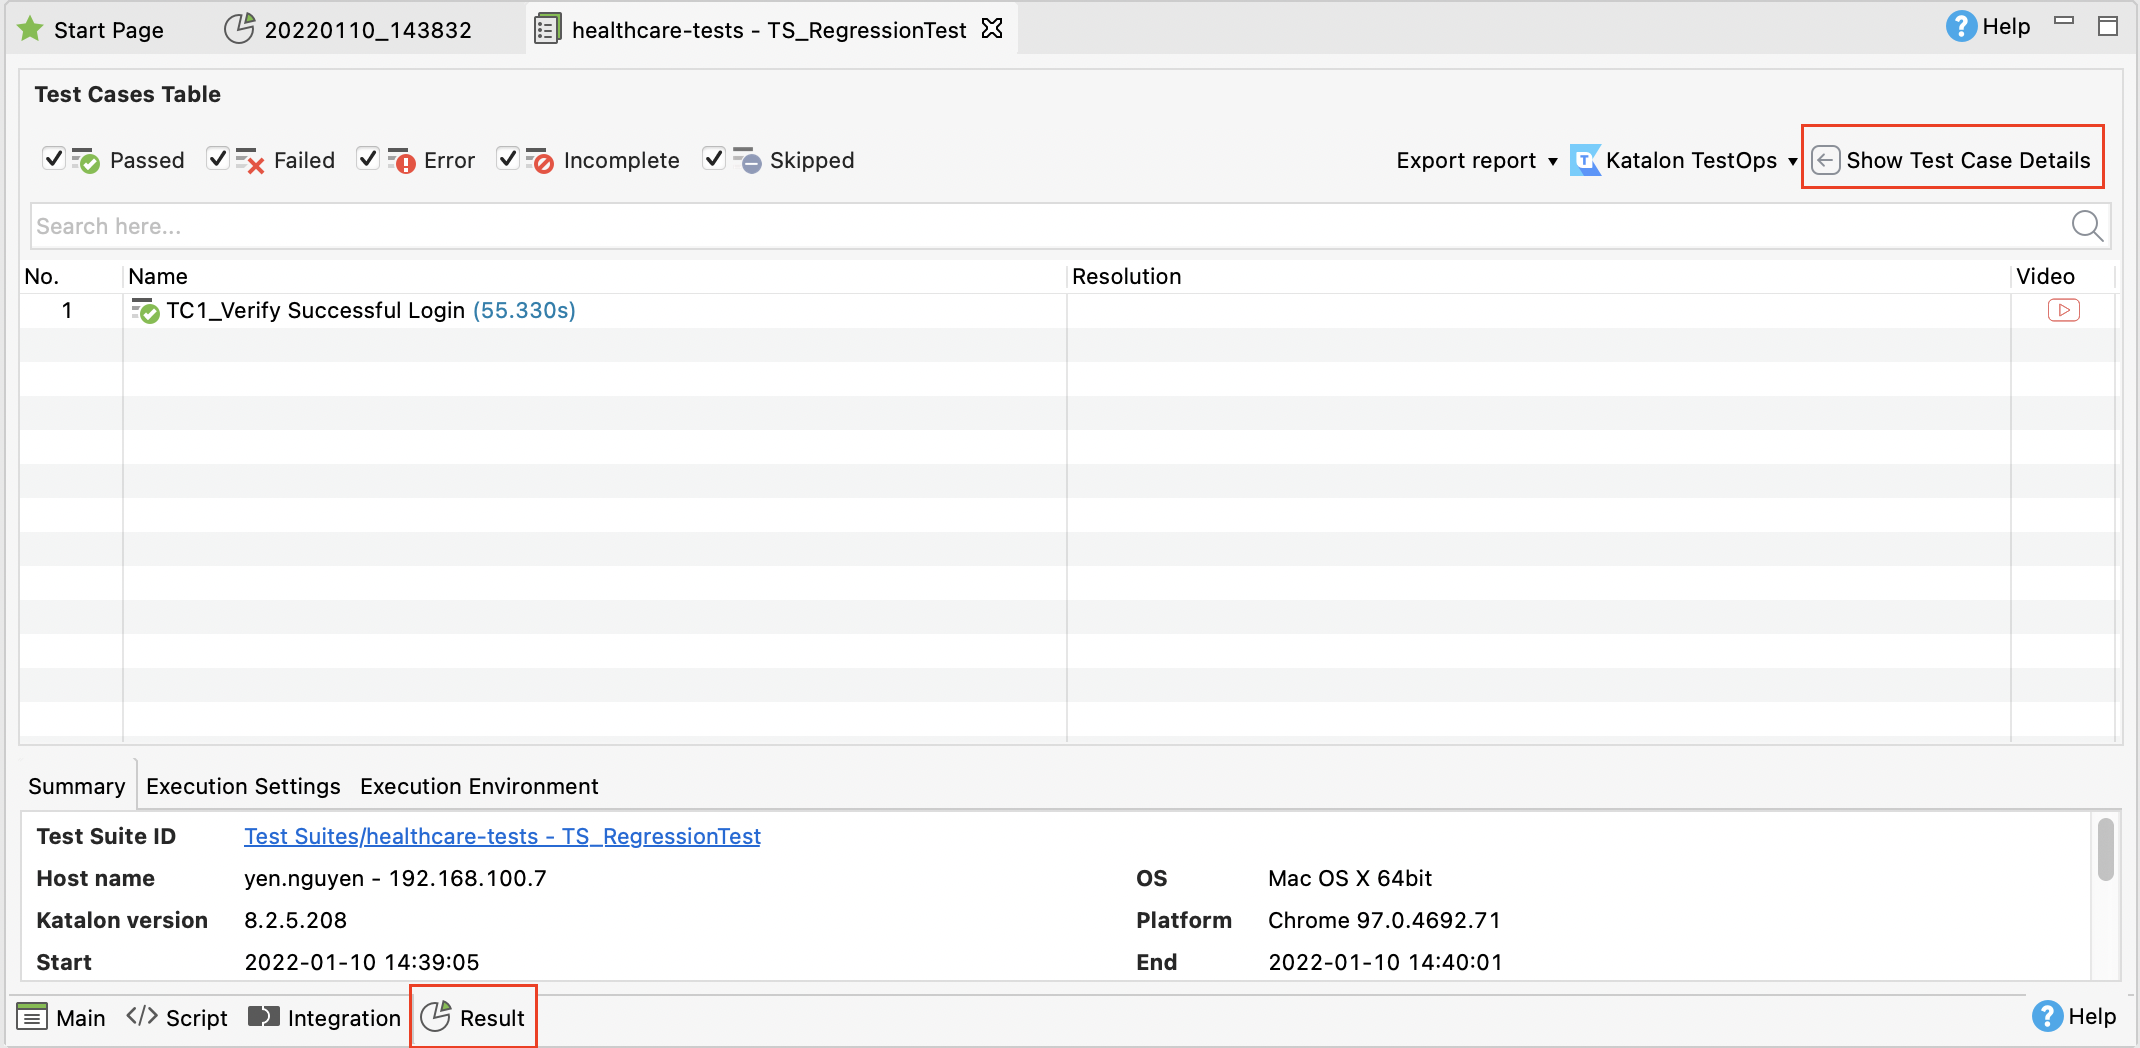 Start Page 20220110_143832 healthcare-tests - TS_RegressionTest Help
Test Cases Table
Passed Failed Error Incomplete Skipped Export report Katalon TestOps Show Test Case Details
Search here...
No. Name Resolution Video
1 TC1_Verify Successful Login (55.330s)
Summary Execution Settings Execution Environment
Test Suite ID Test Suites/healthcare-tests - TS_RegressionTest
Host name yen.nguyen - 192.168.100.7 OS Mac OS X 64bit
Katalon version 8.2.5.208 Platform Chrome 97.0.4692.71
Start 2022-01-10 14:39:05 End 2022-01-10 14:40:01
Main Script Integration Result Help